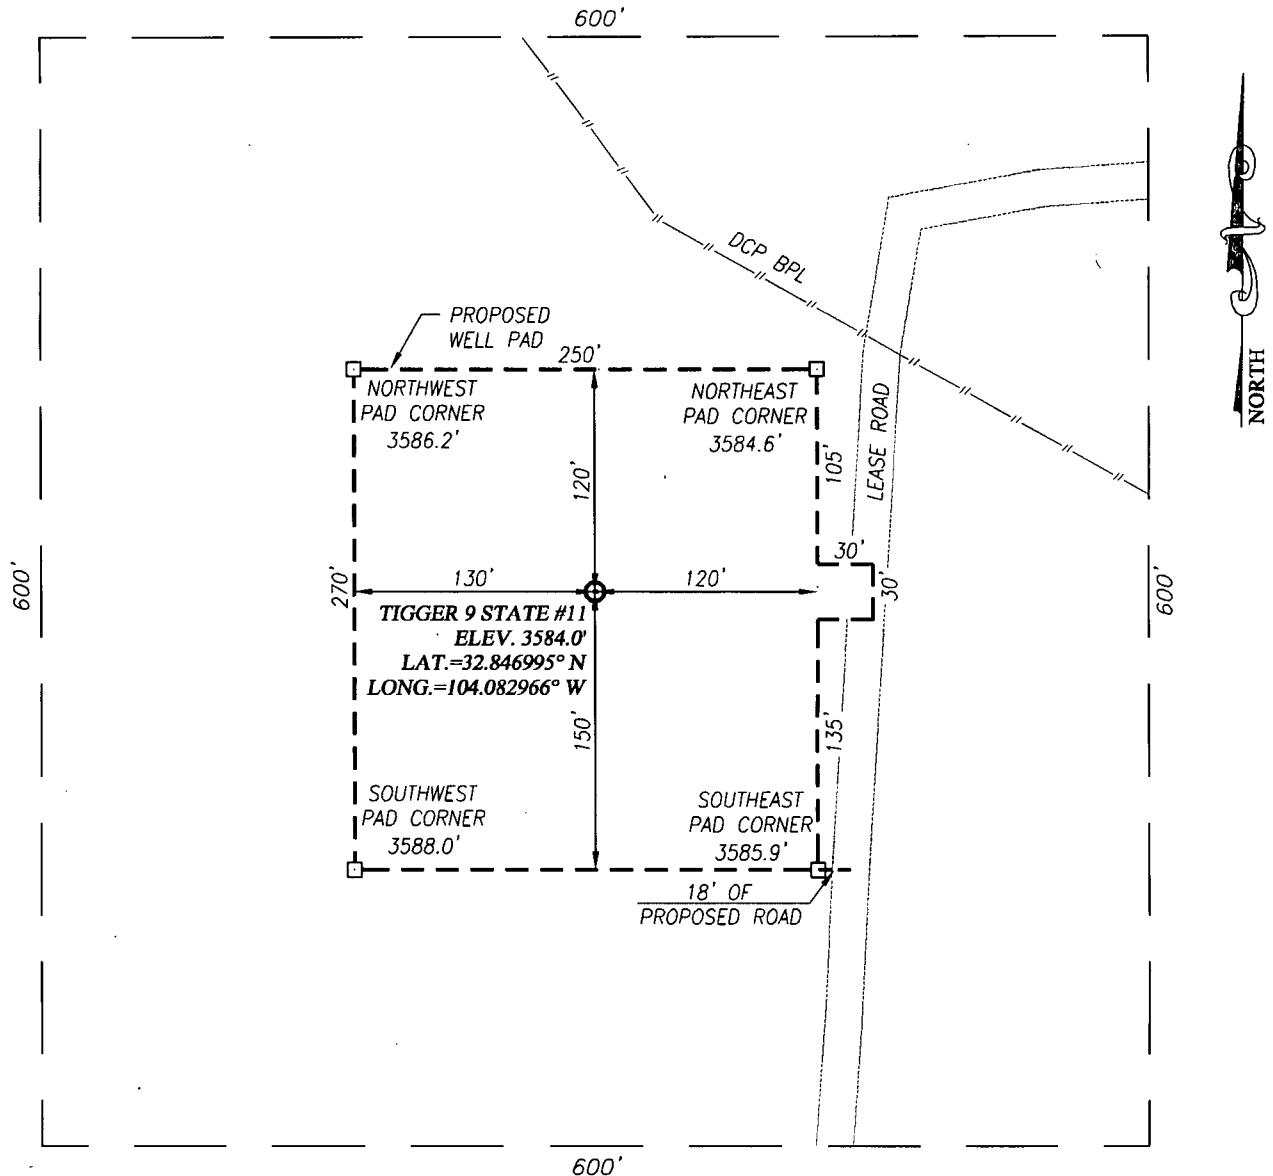 600'
DCP BPL
PROPOSED
WELL PAD
250'
NORTHWEST
PAD CORNER
3586.2'
NORTHEAST
PAD CORNER
3584.6'
LEASE ROAD
NORTH
120'
105'
30'
600'
270'
130'
120'
30'
600'
TIGGER 9 STATE #11
ELEV. 3584.0'
LAT.=32.846995° N
LONG.=104.082966° W
150'
135'
SOUTHWEST
PAD CORNER
3588.0'
SOUTHEAST
PAD CORNER
3585.9'
18' OF
PROPOSED ROAD
600'